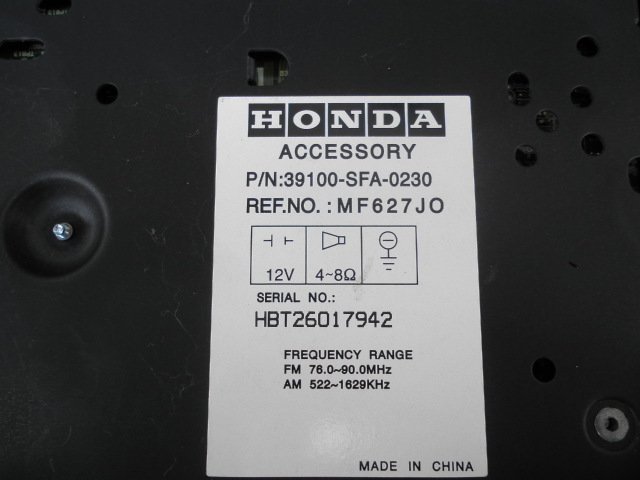 HONDA
ACCESSORY
P/N:39100-SFA-0230
REF.NO.:MF627JO
12V 4~8Ω
SERIAL NO.:
HBT26017942
FREQUENCY RANGE
FM 76.0~90.0MHz
AM 522~1629KHz
MADE IN CHINA